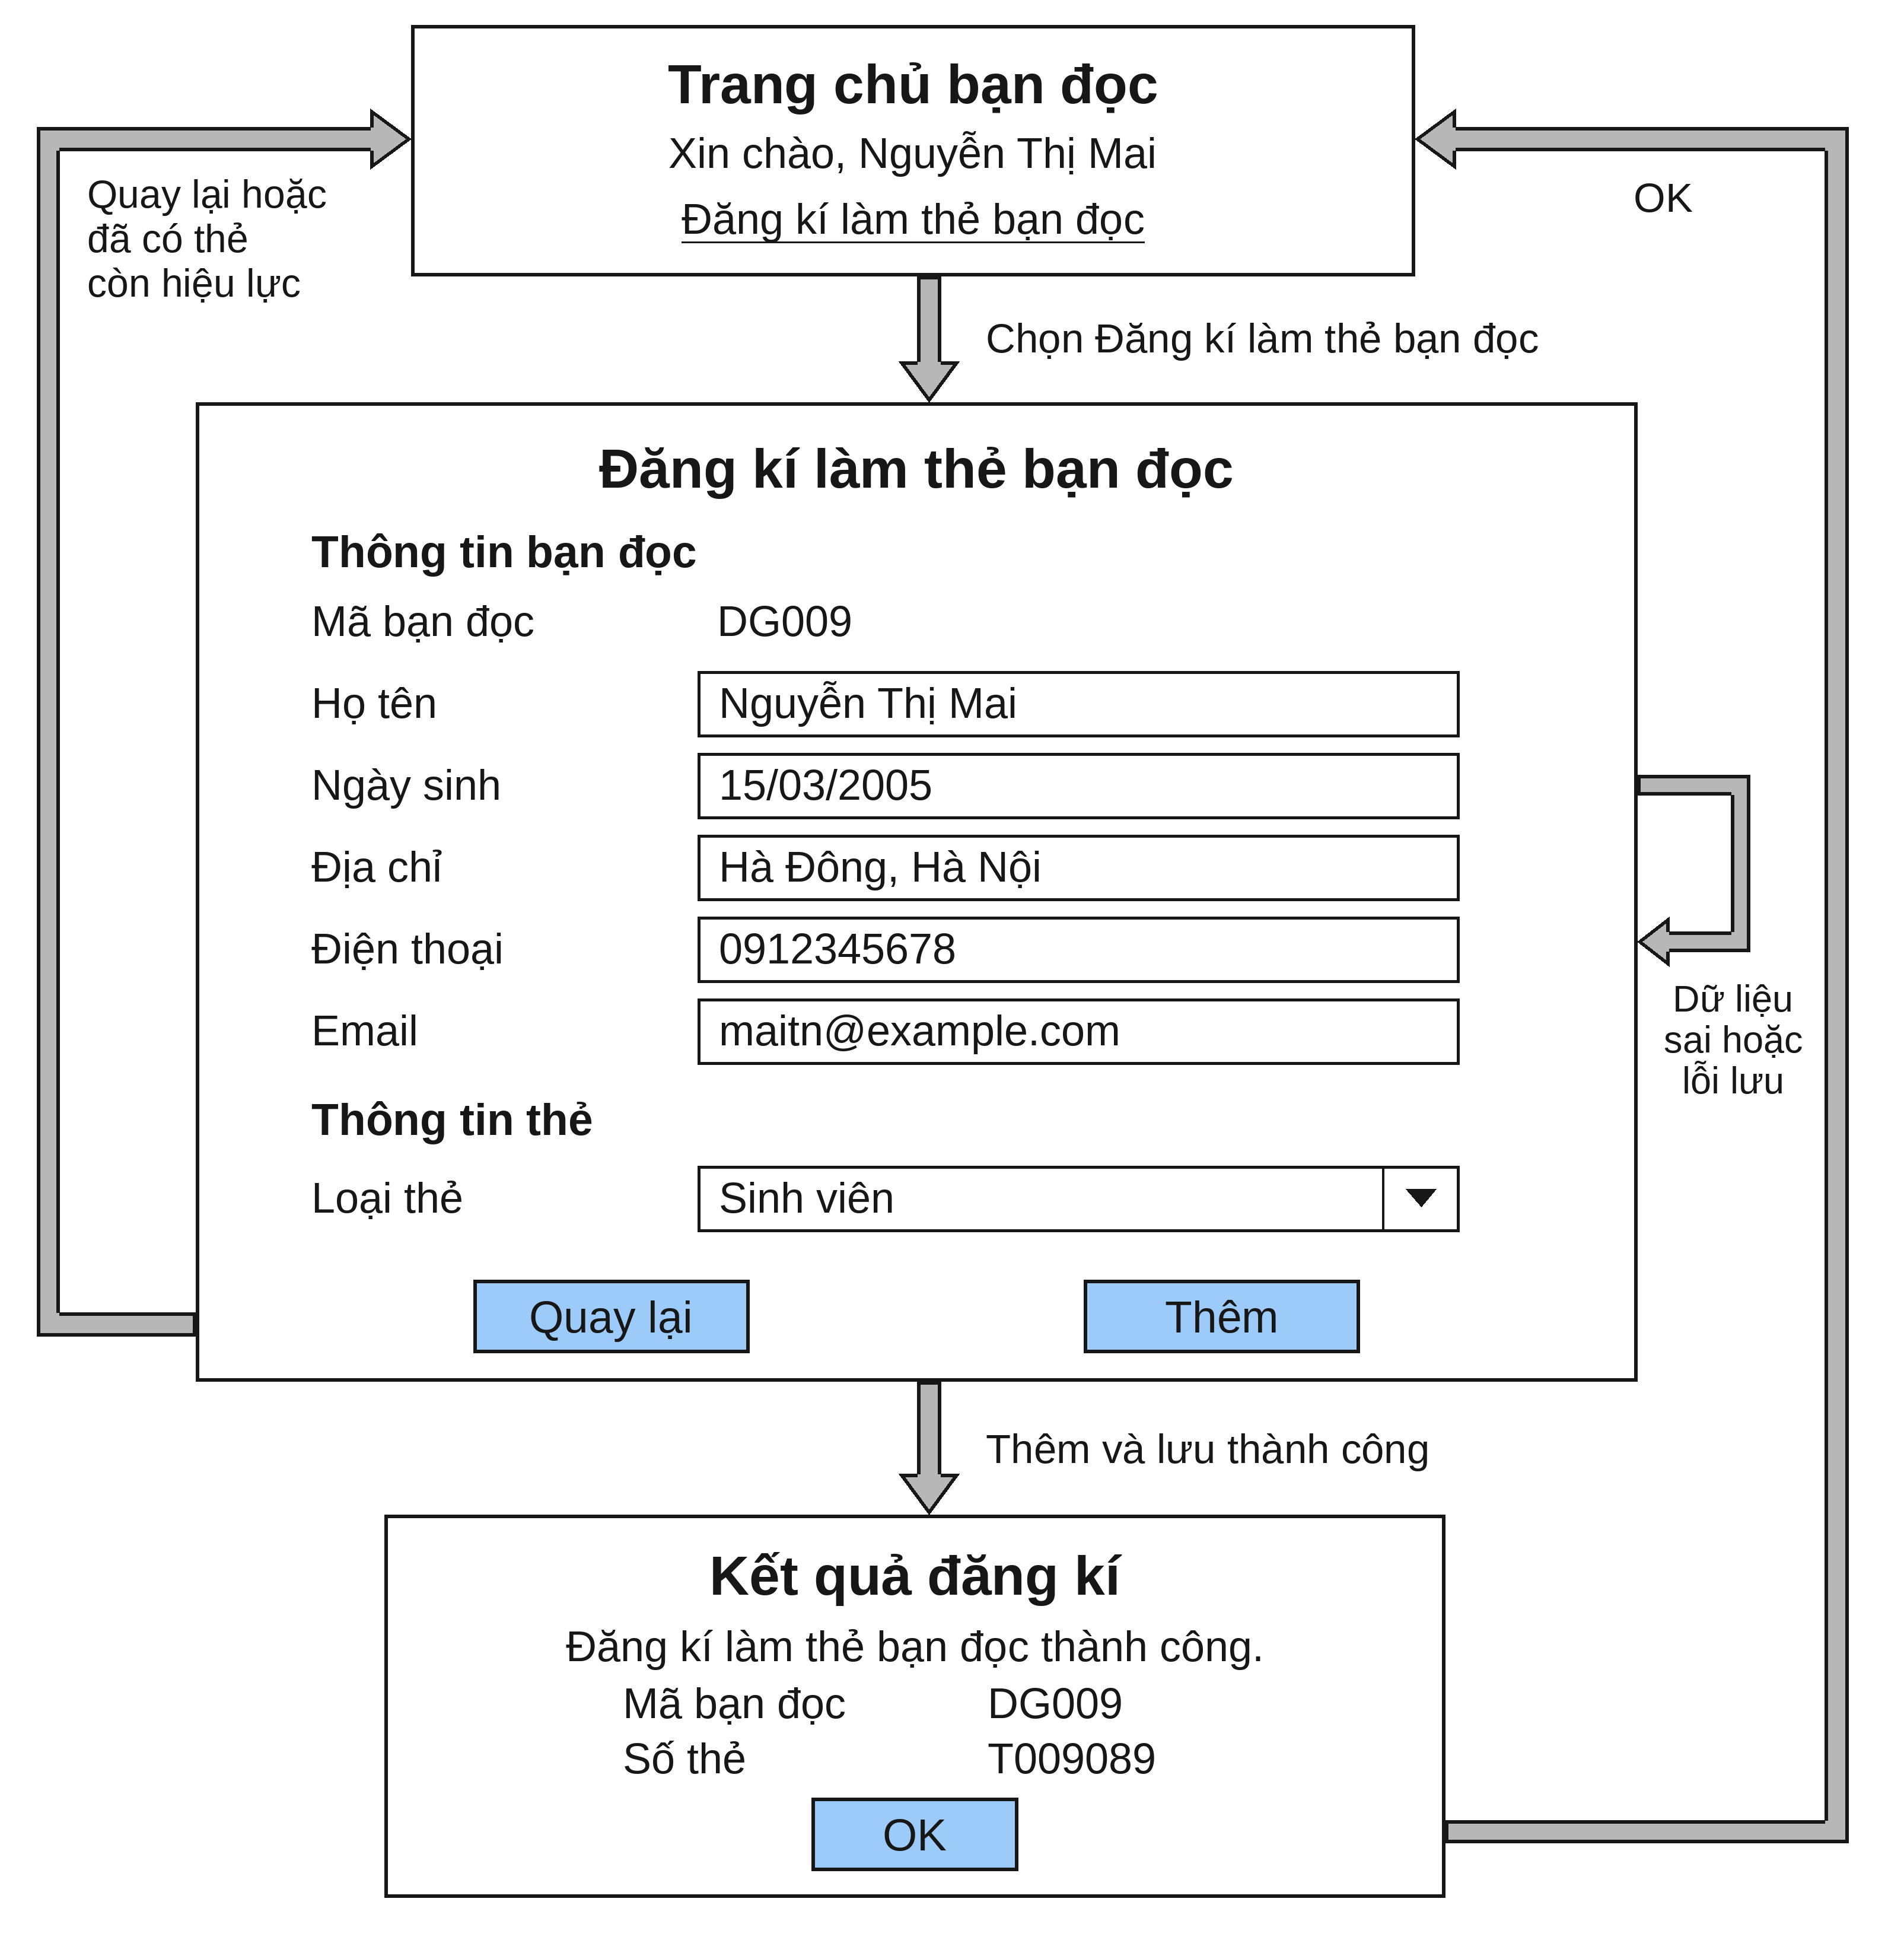 Trang chủ bạn đọc
Xin chào, Nguyễn Thị Mai
Đăng kí làm thẻ bạn đọc
Quay lại hoặc
đã có thẻ
còn hiệu lực
OK
Chọn Đăng kí làm thẻ bạn đọc
Đăng kí làm thẻ bạn đọc
Thông tin bạn đọc
Mã bạn đọc DG009
Họ tên Nguyễn Thị Mai
Ngày sinh 15/03/2005
Địa chỉ Hà Đông, Hà Nội
Điện thoại 0912345678
Email maitn@example.com
Dữ liệu
sai hoặc
lỗi lưu
Thông tin thẻ
Loại thẻ Sinh viên
Quay lại Thêm
Thêm và lưu thành công
Kết quả đăng kí
Đăng kí làm thẻ bạn đọc thành công.
Mã bạn đọc DG009
Số thẻ T009089
OK